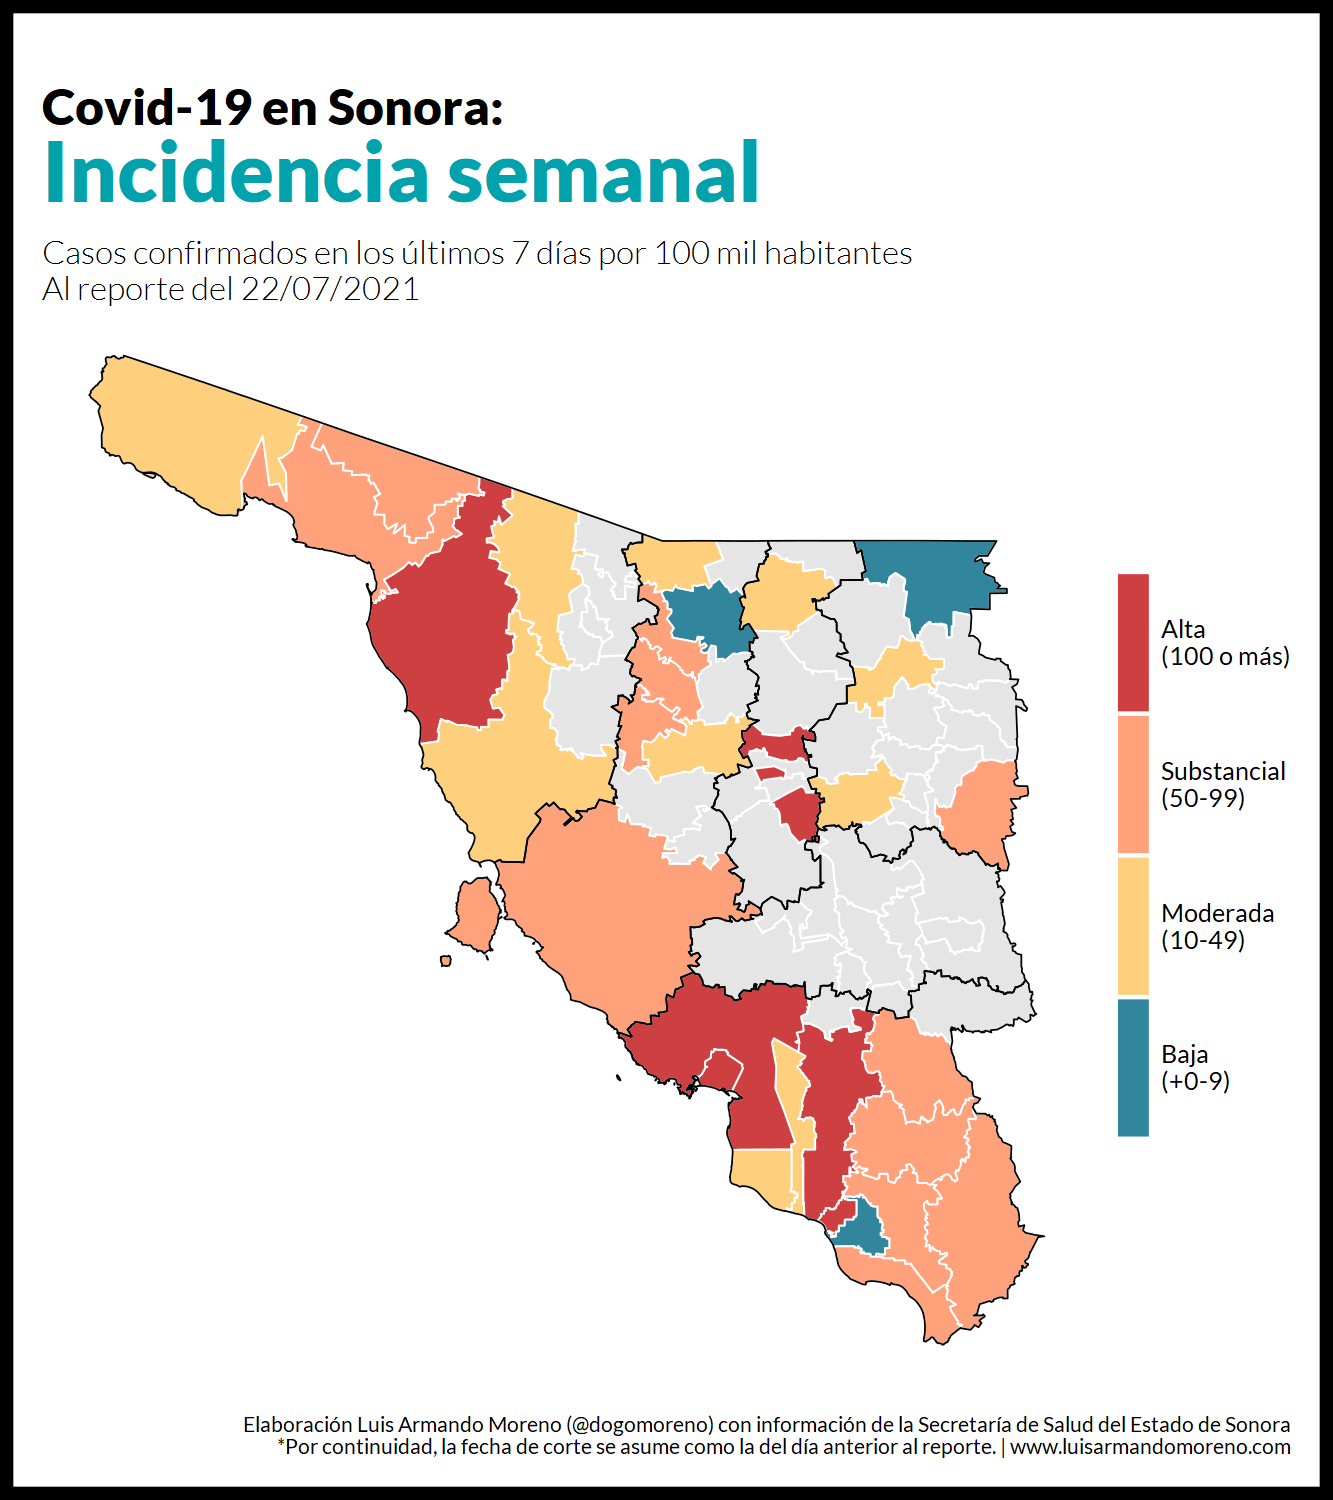 Covid-19 en Sonora:
Incidencia semanal
Casos confirmados en los últimos 7 días por 100 mil habitantes
Al reporte del 22/07/2021
Alta
(100 o más)
Substancial
(50-99)
Moderada
(10-49)
Baja
(+0-9)
Elaboración Luis Armando Moreno (@dogomoreno) con información de la Secretaría de Salud del Estado de Sonora
*Por continuidad, la fecha de corte se asume como la del día anterior al reporte. | www.luisarmandomoreno.com